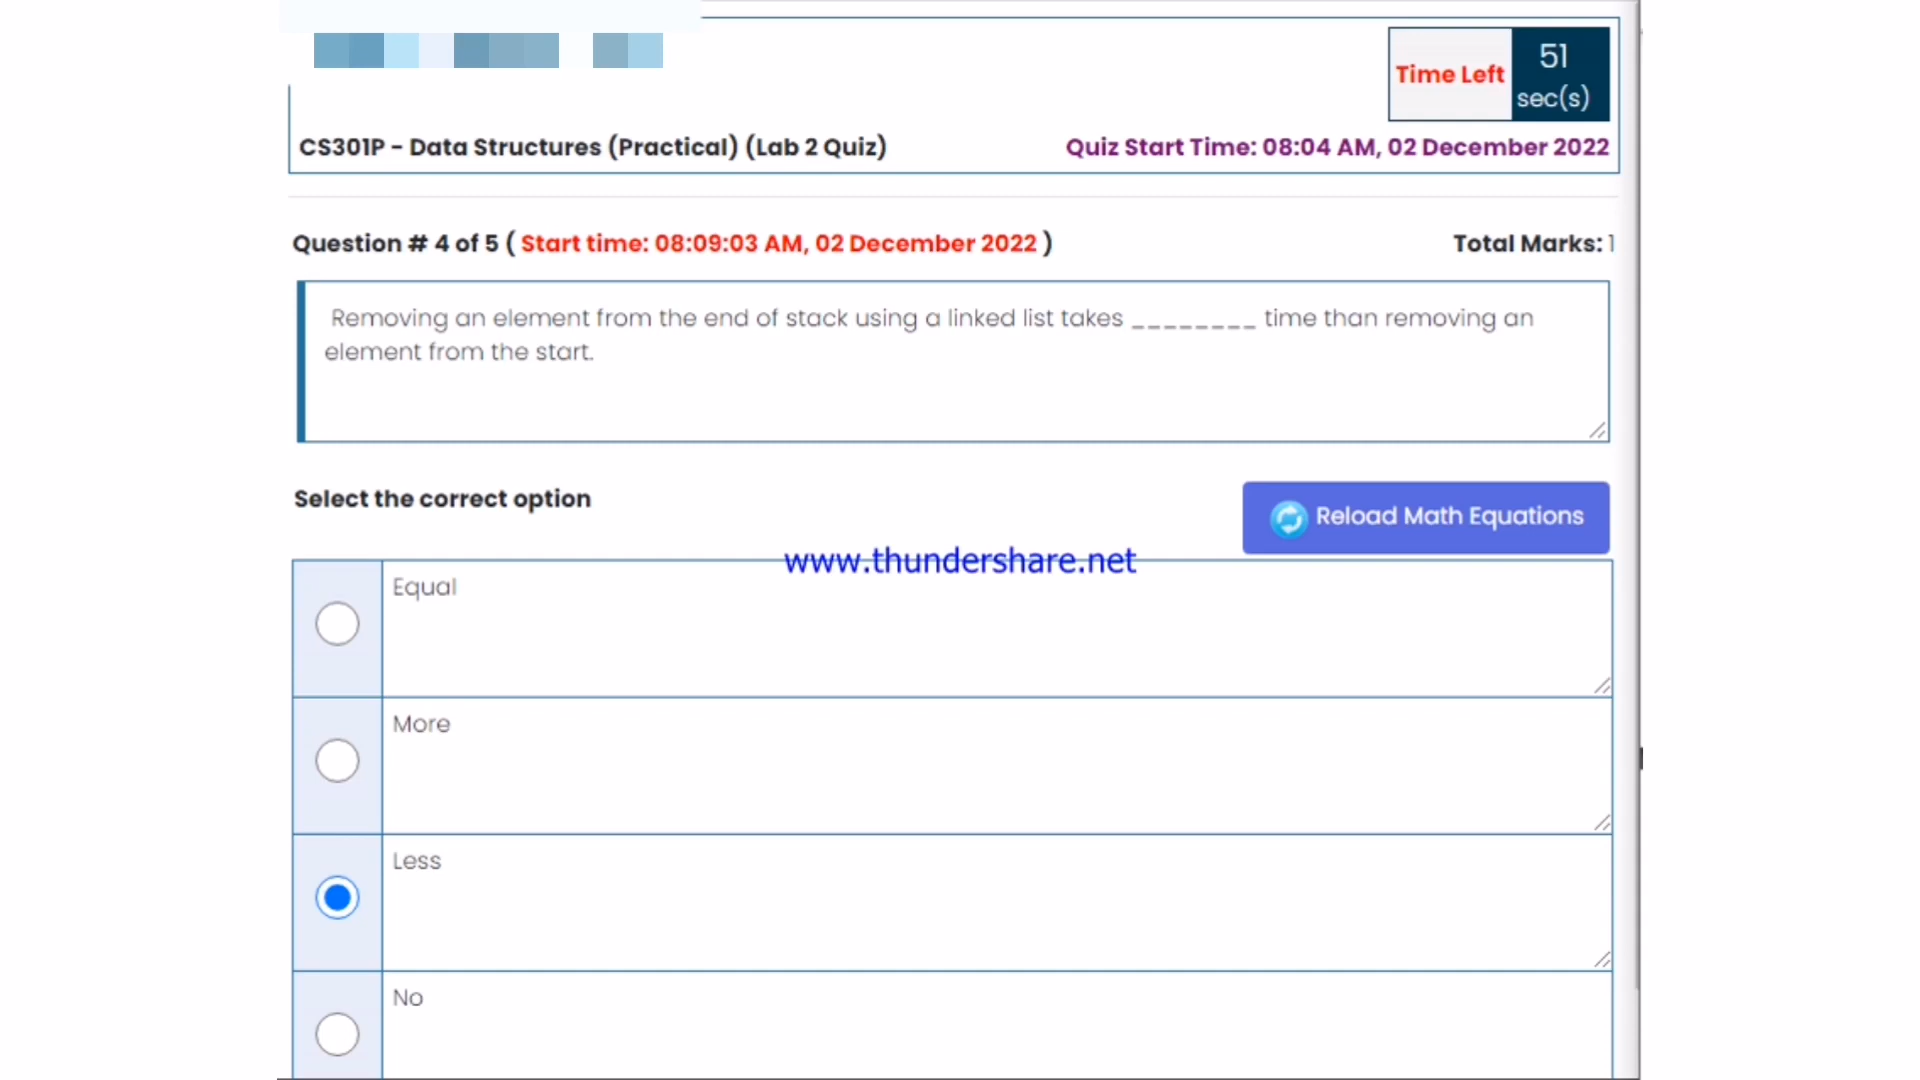 Time Left
51
sec(s)
CS301P - Data Structures (Practical) (Lab 2 Quiz)
Quiz Start Time: 08:04 AM, 02 December 2022
Question # 4 of 5 ( Start time: 08:09:03 AM, 02 December 2022 )
Total Marks: 1
Removing an element from the end of stack using a linked list takes ________ time than removing an
element from the start.
Select the correct option
Reload Math Equations
www.thundershare.net
Equal
More
Less
No